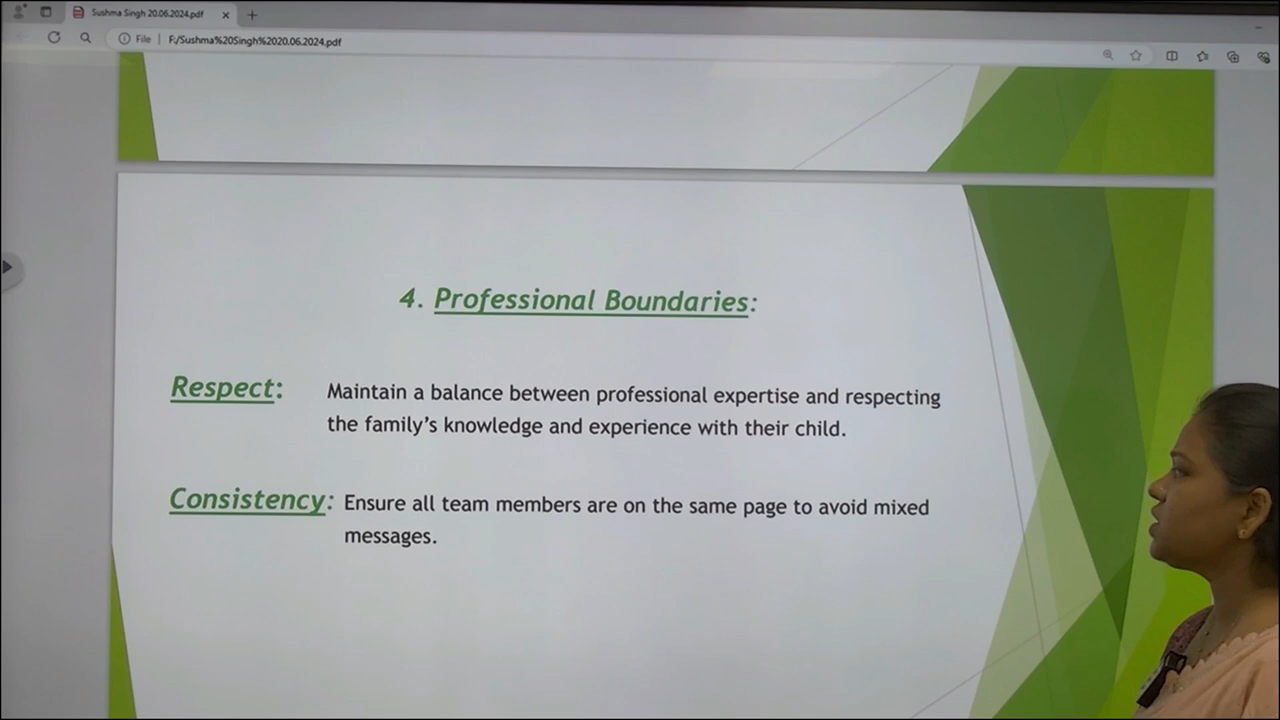 Sushma Singh 20.06.2024.pdf
File
F:/Sushma%20Singh%2020.06.2024.pdf
4. Professional Boundaries:
Respect: Maintain a balance between professional expertise and respecting
the family's knowledge and experience with their child.
Consistency: Ensure all team members are on the same page to avoid mixed
messages.